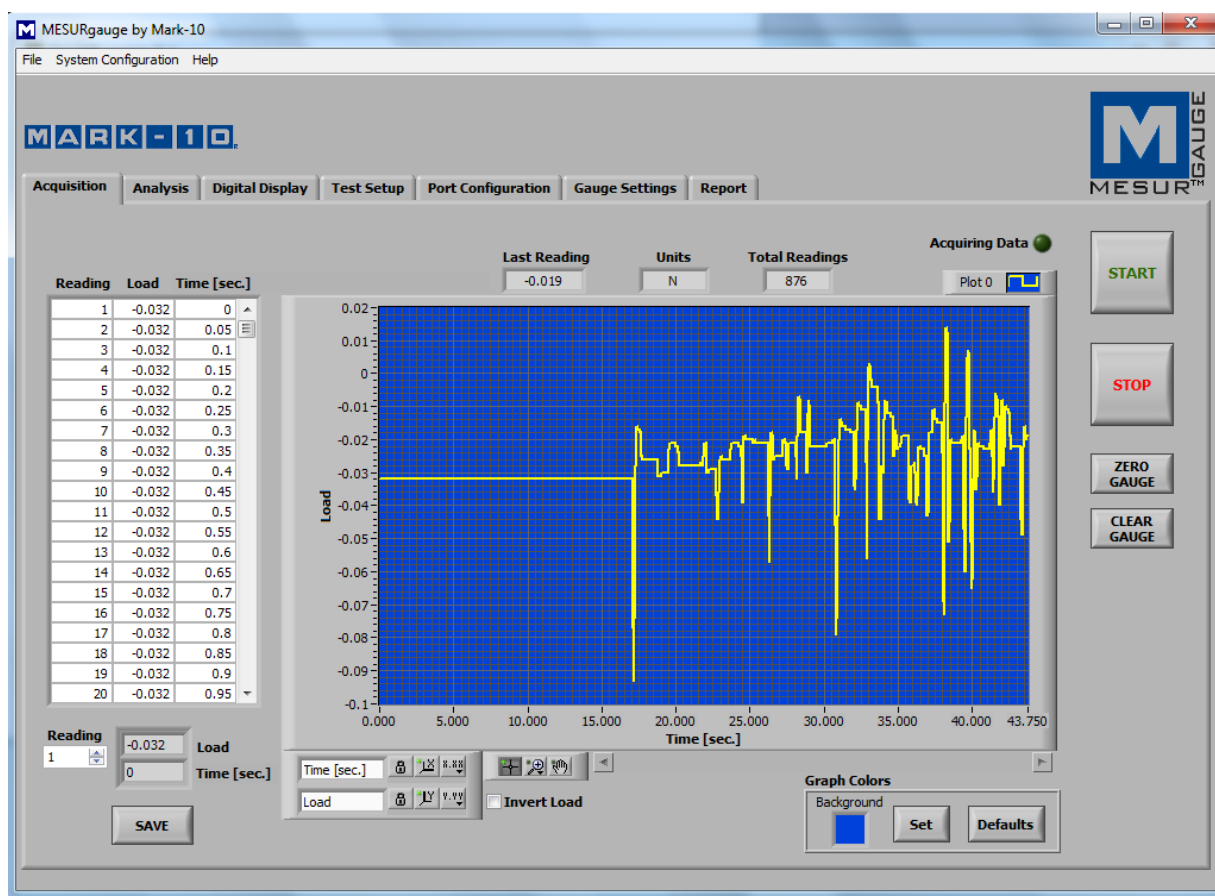 MESURgauge by Mark-10
File System Configuration Help
MARK-10
MESUR GAUGE™
Acquisition Analysis Digital Display Test Setup Port Configuration Gauge Settings Report
Last Reading Units Total Readings Acquiring Data
-0.019 N 876 Plot 0
START
STOP
ZERO
GAUGE
CLEAR
GAUGE
Reading Load Time [sec.]
1 -0.032 0
2 -0.032 0.05
3 -0.032 0.1
4 -0.032 0.15
5 -0.032 0.2
6 -0.032 0.25
7 -0.032 0.3
8 -0.032 0.35
9 -0.032 0.4
10 -0.032 0.45
11 -0.032 0.5
12 -0.032 0.55
13 -0.032 0.6
14 -0.032 0.65
15 -0.032 0.7
16 -0.032 0.75
17 -0.032 0.8
18 -0.032 0.85
19 -0.032 0.9
20 -0.032 0.95
Load
0.02
0.01
0
-0.01
-0.02
-0.03
-0.04
-0.05
-0.06
-0.07
-0.08
-0.09
-0.1
0.000 5.000 10.000 15.000 20.000 25.000 30.000 35.000 40.000 43.750
Time [sec.]
Reading
1
-0.032 Load
0 Time [sec.]
SAVE
Time [sec.] X X.XX
Load Y Y.YY
Invert Load
Graph Colors
Background
Set Defaults